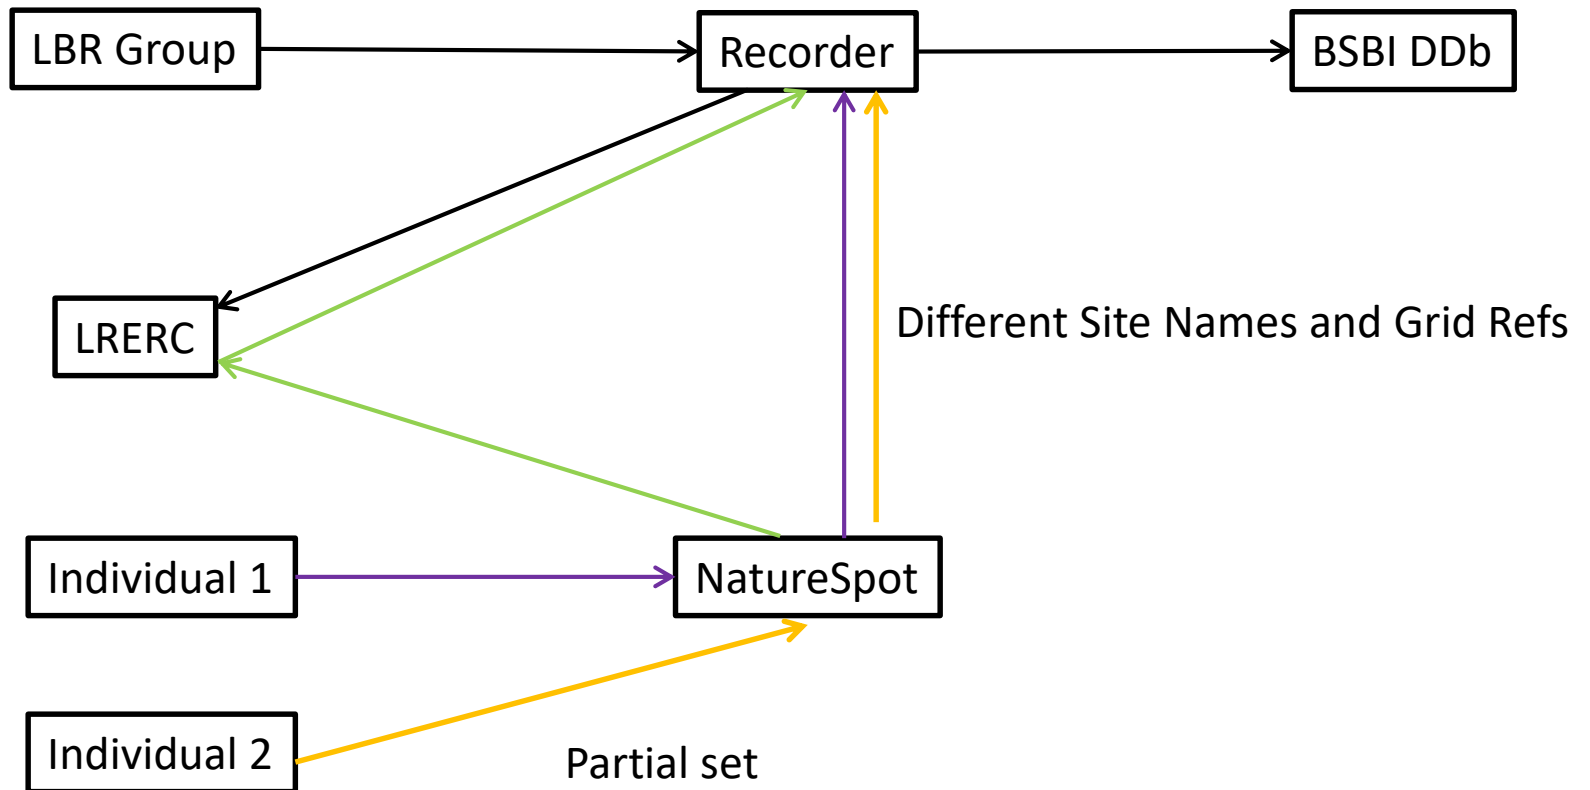 LBR Group
Recorder
BSBI DDb
LRERC
Different Site Names and Grid Refs
Individual 1
NatureSpot
Individual 2
Partial set